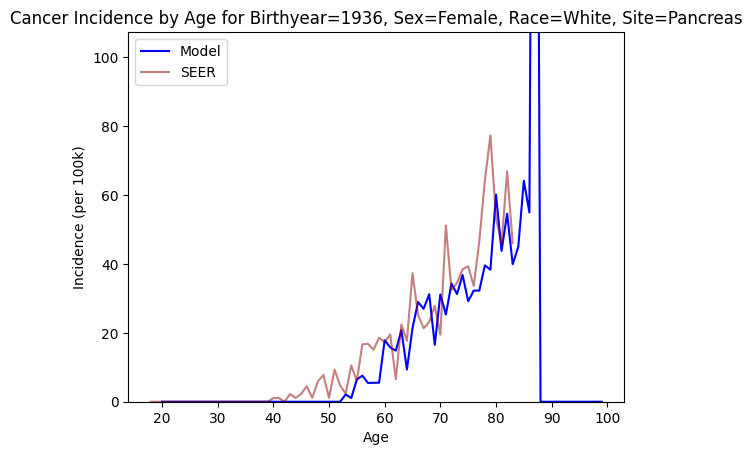 Cancer Incidence by Age for Birthyear=1936, Sex=Female, Race=White, Site=Pancreas
Model
SEER
Incidence (per 100k)
100
80
60
40
20
0
20 30 40 50 60 70 80 90 100
Age